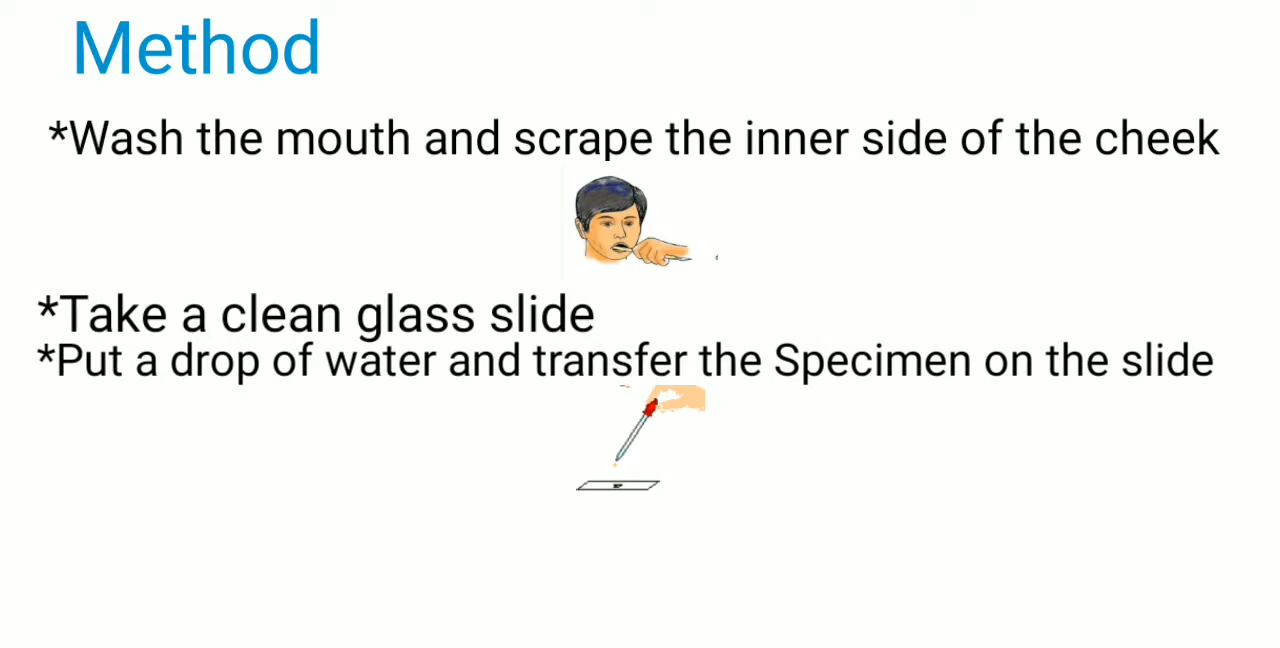 Method
*Wash the mouth and scrape the inner side of the cheek
*Take a clean glass slide
*Put a drop of water and transfer the Specimen on the slide